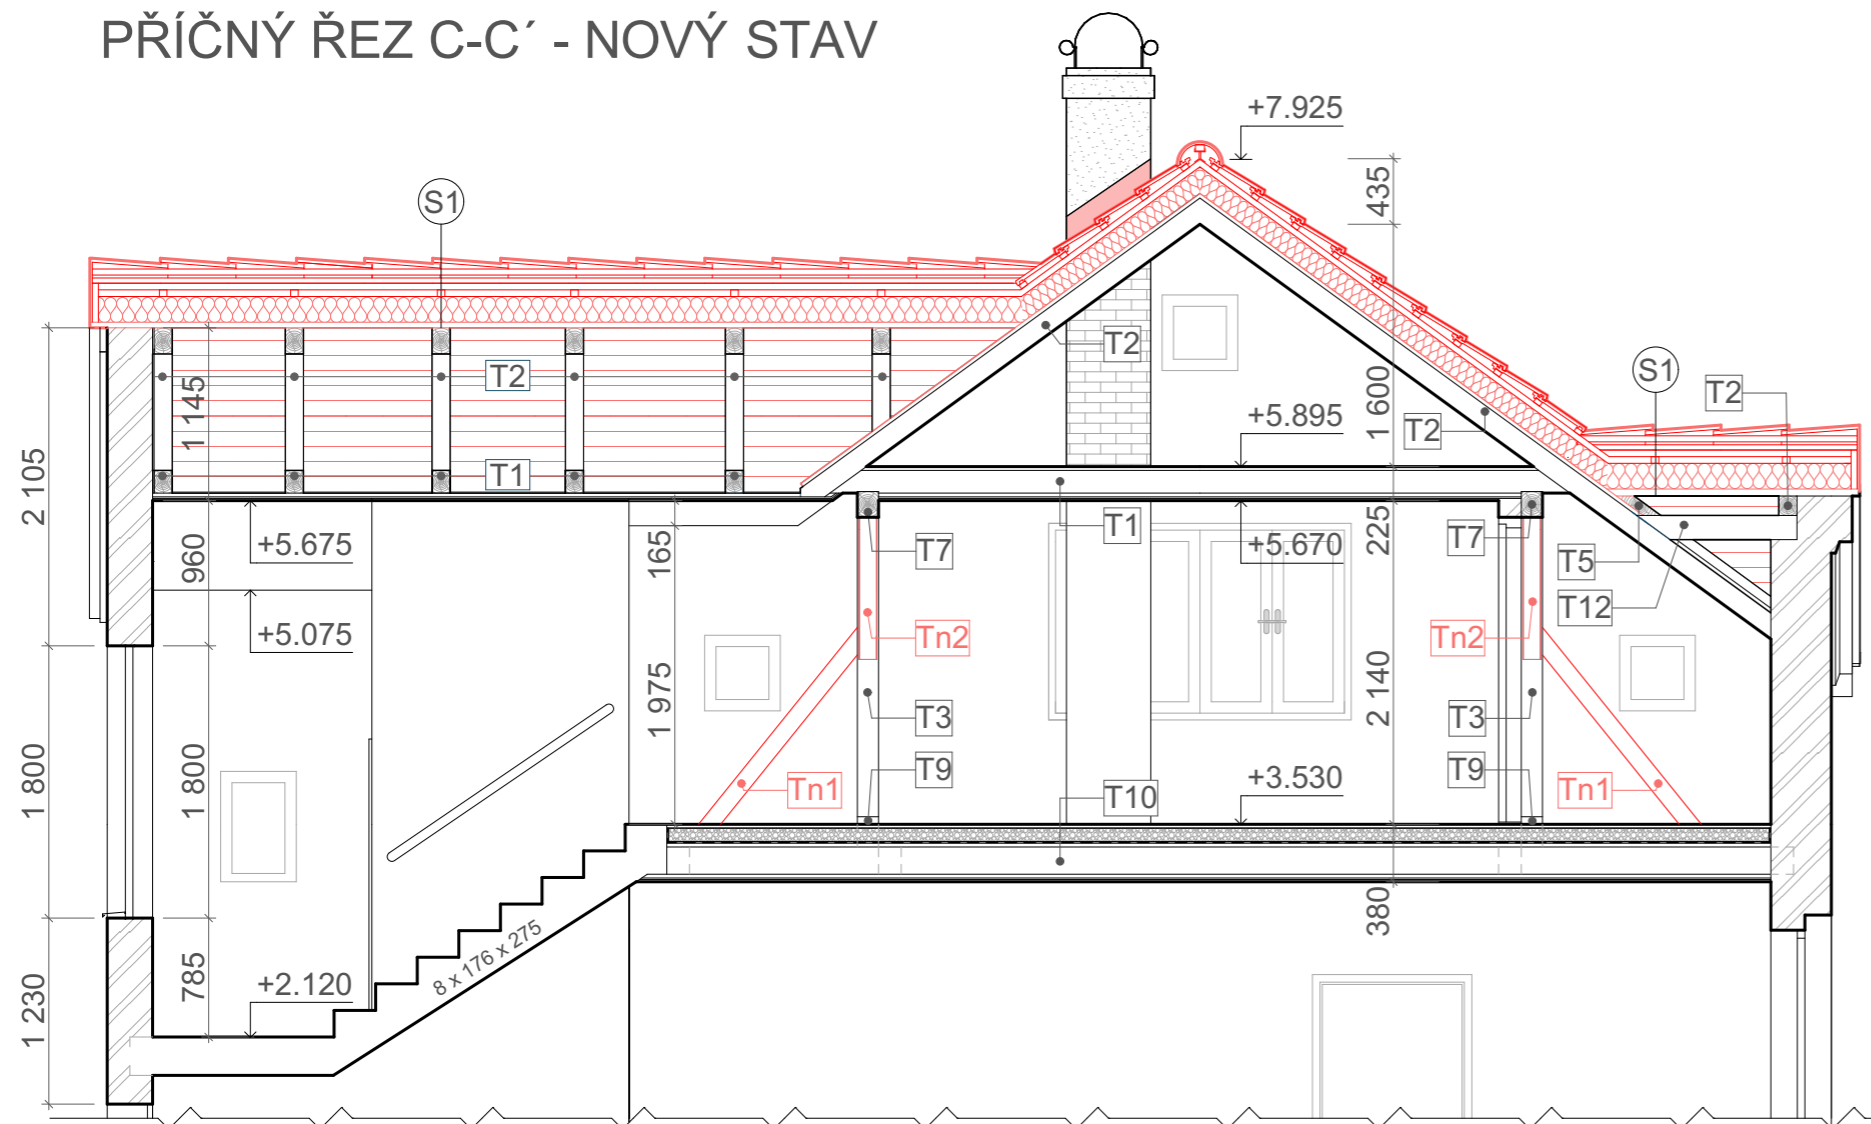 PŘÍČNÝ ŘEZ C-C´ - NOVÝ STAV
+7.925
435
S1
T2
1 600
S1
T2
T2
T2
1 145
+5.895
T1
2 105
T1
+5.675
960
165
T7
+5.670
225
T7
T5
T12
+5.075
Tn2
Tn2
1 975
2 140
T3
T3
1 800
1 800
T9
T9
Tn1
T10
+3.530
Tn1
380
8 x 176 x 275
785
+2.120
1 230